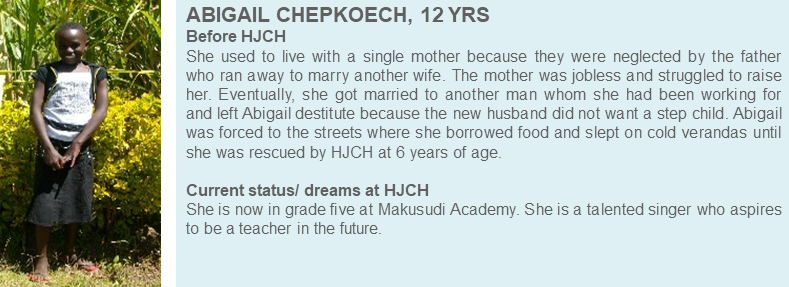 ABIGAIL CHEPKOECH, 12 YRS
Before HJCH
She used to live with a single mother because they were neglected by the father
who ran away to marry another wife. The mother was jobless and struggled to raise
her. Eventually, she got married to another man whom she had been working for
and left Abigail destitute because the new husband did not want a step child. Abigail
was forced to the streets where she borrowed food and slept on cold verandas until
she was rescued by HJCH at 6 years of age.
Current status/ dreams at HJCH
She is now in grade five at Makusudi Academy. She is a talented singer who aspires
to be a teacher in the future.